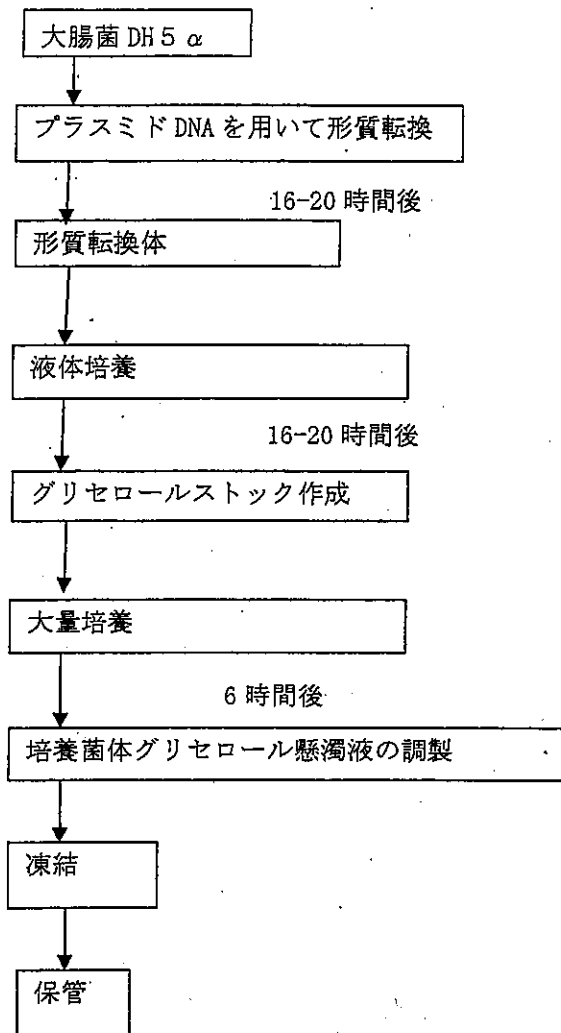 大腸菌 DH5 α
プラスミド DNA を用いて形質転換
16-20 時間後
形質転換体
液体培養
16-20 時間後
グリセロールストック作成
大量培養
6 時間後
培養菌体グリセロール懸濁液の調製
凍結
保管